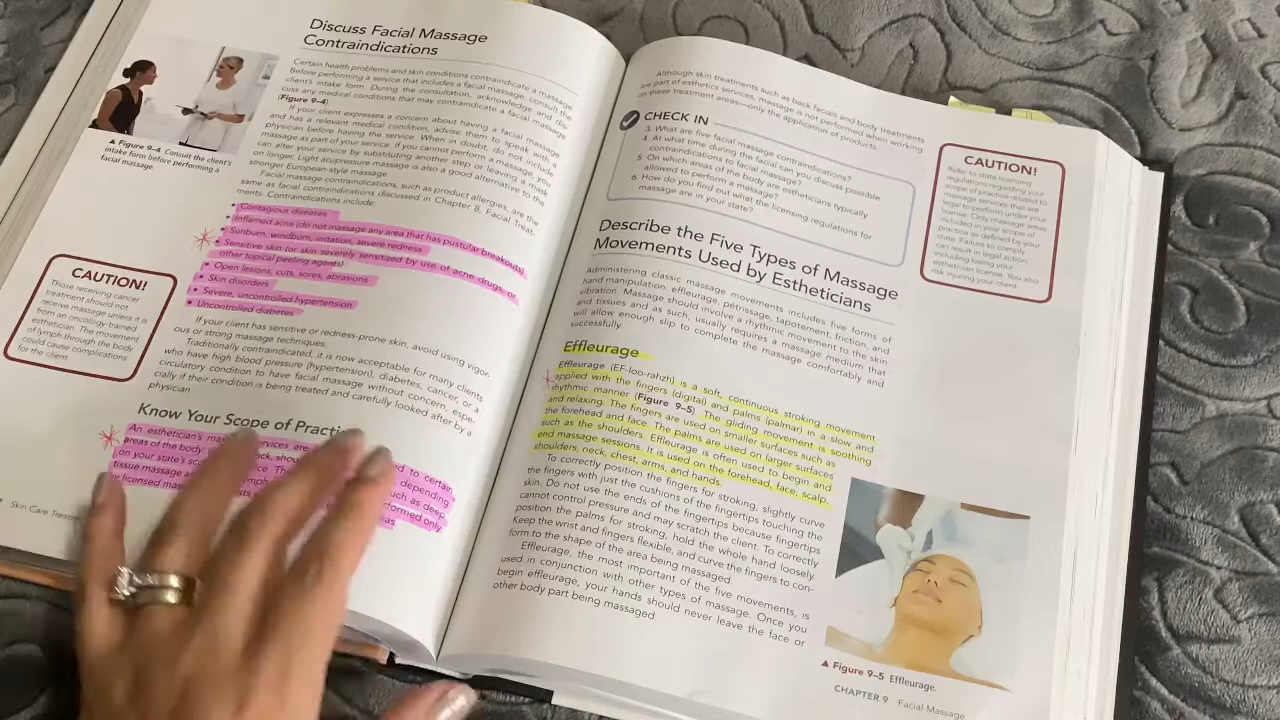 Discuss Facial Massage
Contraindications
Certain health problems and skin conditions contraindicate a massage.
Before performing a service that includes a facial massage, consult the
client's intake form. During the consultation, acknowledge and dis-
cuss any medical conditions that may contraindicate a facial massage
(Figure 9-4).
If your client expresses a concern about having a facial massage
and has a relevant medical condition, advise them to speak with a
physician before having the service. When in doubt, do not include
massage as part of your service. If you cannot perform a massage, you
can alter your service by substituting another step or leaving a mask
on longer. Light acupressure massage is also a good alternative to the
stronger European-style massage
Facial massage contraindications, such as product allergies, are the
same as facial contraindications discussed in Chapter 8, Facial Treat-
ments. Contraindications include:
• Contagious diseases
• Inflamed acne (do not massage any area that has pustular breakouts)
• Sunburn, windburn, irritation, severe redness
• Sensitive skin (or skin severely sensitized by use of acne drugs, or
other topical peeling agents)
• Open lesions, cuts, sores, abrasions
• Skin disorders
• Severe, uncontrolled hypertension
• Uncontrolled diabetes
If your client has sensitive or redness-prone skin, avoid using vigor-
ous or strong massage techniques.
Traditionally contraindicated, it is now acceptable for many clients
who have high blood pressure (hypertension), diabetes, cancer, or a
circulatory condition to have facial massage without concern, espe-
cially if their condition is being treated and carefully looked after by a
physician
▲ Figure 9-4 Consult the client's
intake form before performing a
facial massage.
CAUTION!
Those receiving cancer
treatment should not
receive massage unless it is
from an oncology-trained
esthetician. The movement
of lymph through the body
could cause complications
for the client.
Know Your Scope of Practi
An esthetician's ervices are d to certain
areas of the body. ack, shou depending
on your state's sc ce. Th uch as deep
tissue massage a formed only
by licensed mas as.
Skin Care
Although skin treatments such as back facials and body treatments
are part of esthetics services, massage is not performed when working
on these treatment areas—only the application of products.
CHECK IN
3. What are five facial massage contraindications?
4. At what time during the facial can you discuss possible
contraindications to facial massage?
5. On which areas of the body are estheticians typically
allowed to perform a massage?
6. How do you find out what the licensing regulations for
massage are in your state?
CAUTION!
Refer to state licensing
regulations regarding your
scope of practice related to
massage services that are
legal to perform under your
license. Only massage areas
included in your scope of
practice as defined by your
state. Failure to comply
can result in legal action,
including losing your
esthetician license. You also
risk injuring your client.
Describe the Five Types of Massage
Movements Used by Estheticians
Administering classic massage movements includes five forms of
hand manipulation: effleurage, petrissage, tapotement, friction, and
vibration. Massage should involve a rhythmic movement to the skin
and tissues and as such, usually requires a massage medium that
will allow enough slip to complete the massage comfortably and
successfully.
Effleurage
Effleurage (EF-loo-rahzh) is a soft, continuous stroking movement
applied with the fingers (digital) and palms (palmar) in a slow and
rhythmic manner (Figure 9-5). The gliding movement is soothing
and relaxing. The fingers are used on smaller surfaces such as
the forehead and face. The palms are used on larger surfaces
such as the shoulders. Effleurage is often used to begin and
end massage sessions. It is used on the forehead, face, scalp,
shoulders, neck, chest, arms, and hands.
To correctly position the fingers for stroking, slightly curve
the fingers with just the cushions of the fingertips touching the
skin. Do not use the ends of the fingertips because fingertips
cannot control pressure and may scratch the client. To correctly
position the palms for stroking, hold the whole hand loosely.
Keep the wrist and fingers flexible, and curve the fingers to con-
form to the shape of the area being massaged.
Effleurage, the most important of the five movements, is
used in conjunction with other types of massage. Once you
begin effleurage, your hands should never leave the face or
other body part being massaged
▲ Figure 9-5 Effleurage.
CHAPTER 9 Facial Massage